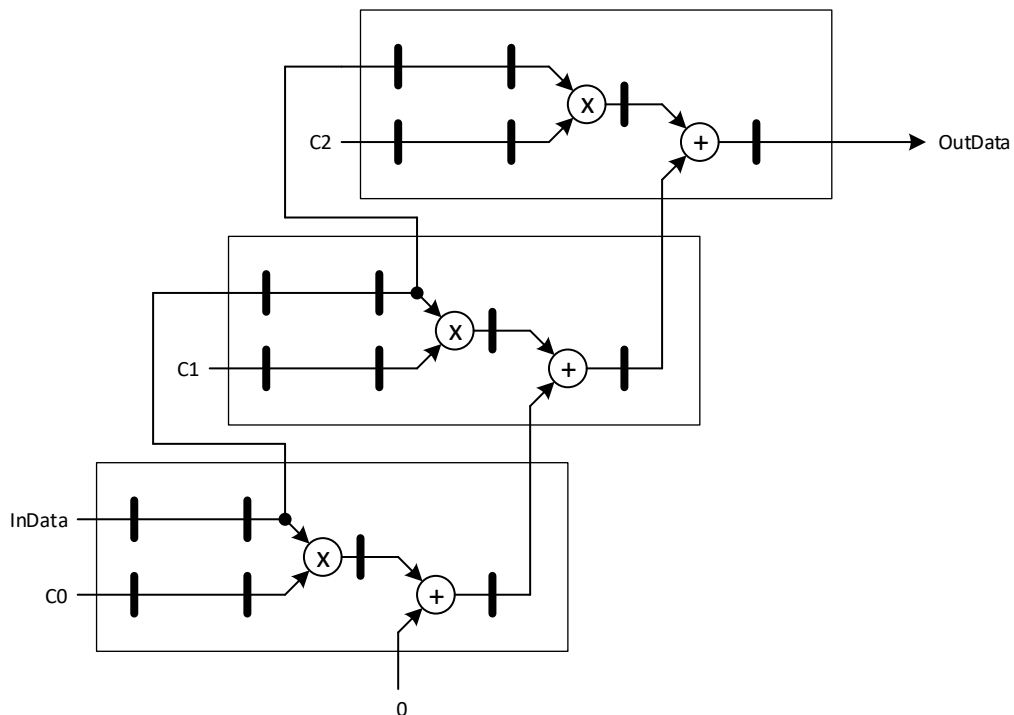 x
C2
+
OutData
x
C1
+
InData
x
C0
+
0